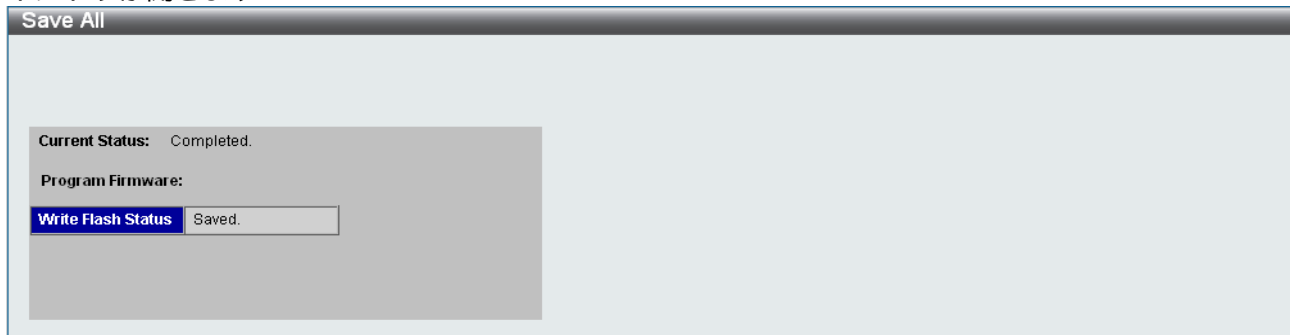 Save All
Current Status: Completed.
Program Firmware:
Write Flash Status Saved.